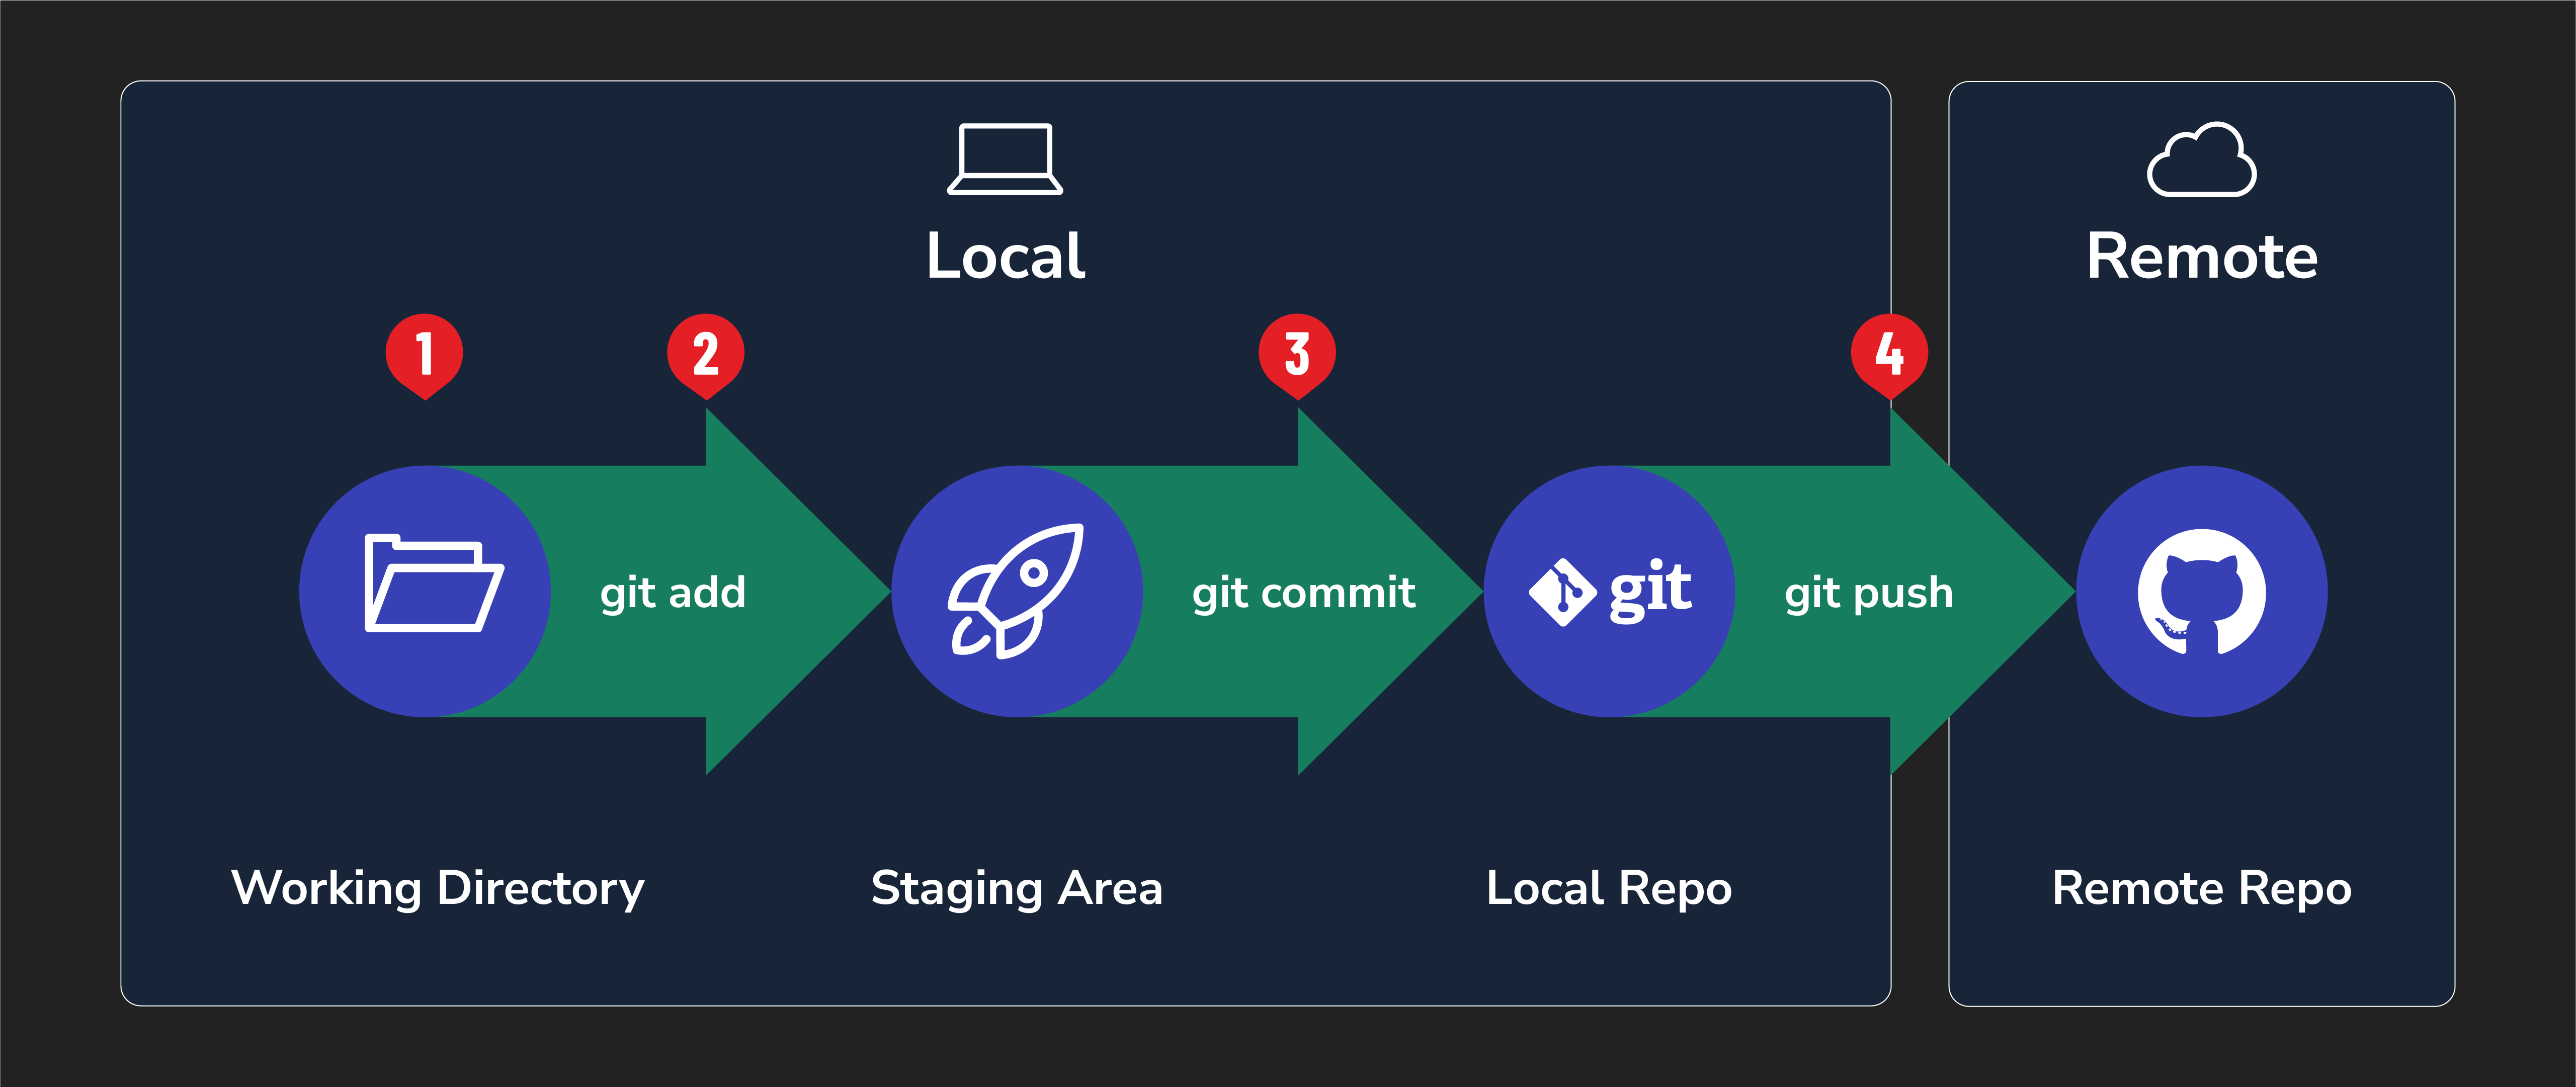 Local
Remote
1
2
3
4
git add
git commit
git
git push
Working Directory
Staging Area
Local Repo
Remote Repo